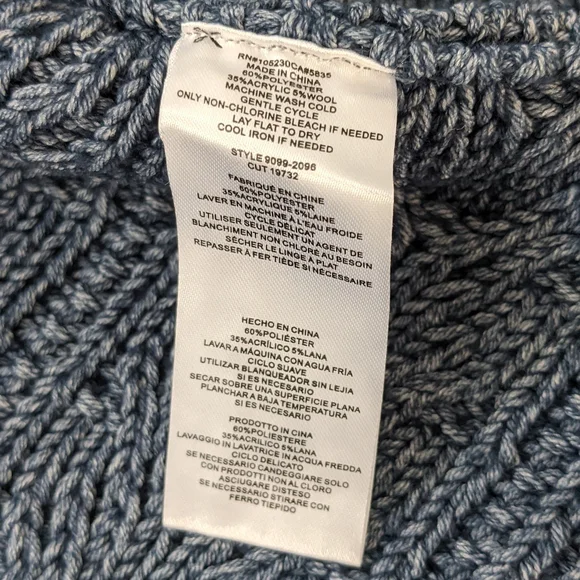 RN#105230CA#5836
MADE IN CHINA
60%POLYESTER
35%ACRYLIC 5%WOOL
MACHINE WASH COLD
GENTLE CYCLE
ONLY NON-CHLORINE BLEACH IF NEEDED
LAY FLAT TO DRY
COOL IRON IF NEEDED
STYLE 9099-2096
CUT 19732
FABRIQUÉ EN CHINE
60%POLYESTER
35%ACRYLIQUE 5%LAINE
LAVER EN MACHINE À L'EAU FROIDE
CYCLE DÉLICAT
UTILISER SEULEMENT UN AGENT DE
BLANCHIMENT NON CHLORÉ AU BESOIN
SÉCHER LE LINGE À PLAT
REPASSER À FER TIÈDE SI NÉCESSAIRE
HECHO EN CHINA
60%POLIÉSTER
35%ACRÍLICO 5%LANA
LAVAR A MÁQUINA CON AGUA FRÍA
CICLO SUAVE
UTILIZAR BLANQUEADOR SIN LEJIA
SI ES NECESARIO
SECAR SOBRE UNA SUPERFICIE PLANA
PLANCHAR A BAJA TEMPERATURA
SI ES NECESARIO
PRODOTTO IN CINA
60%POLIESTERE
35%ACRILICO 5%LANA
LAVAGGIO IN LAVATRICE IN ACQUA FREDDA
CICLO DELICATO
SE NECESSARIO CANDEGGIARE SOLO
CON PRODOTTI NON AL CLORO
ASCIUGARE DISTESO
SE NECESSARIO STIRARE CON
FERRO TIEPIDO